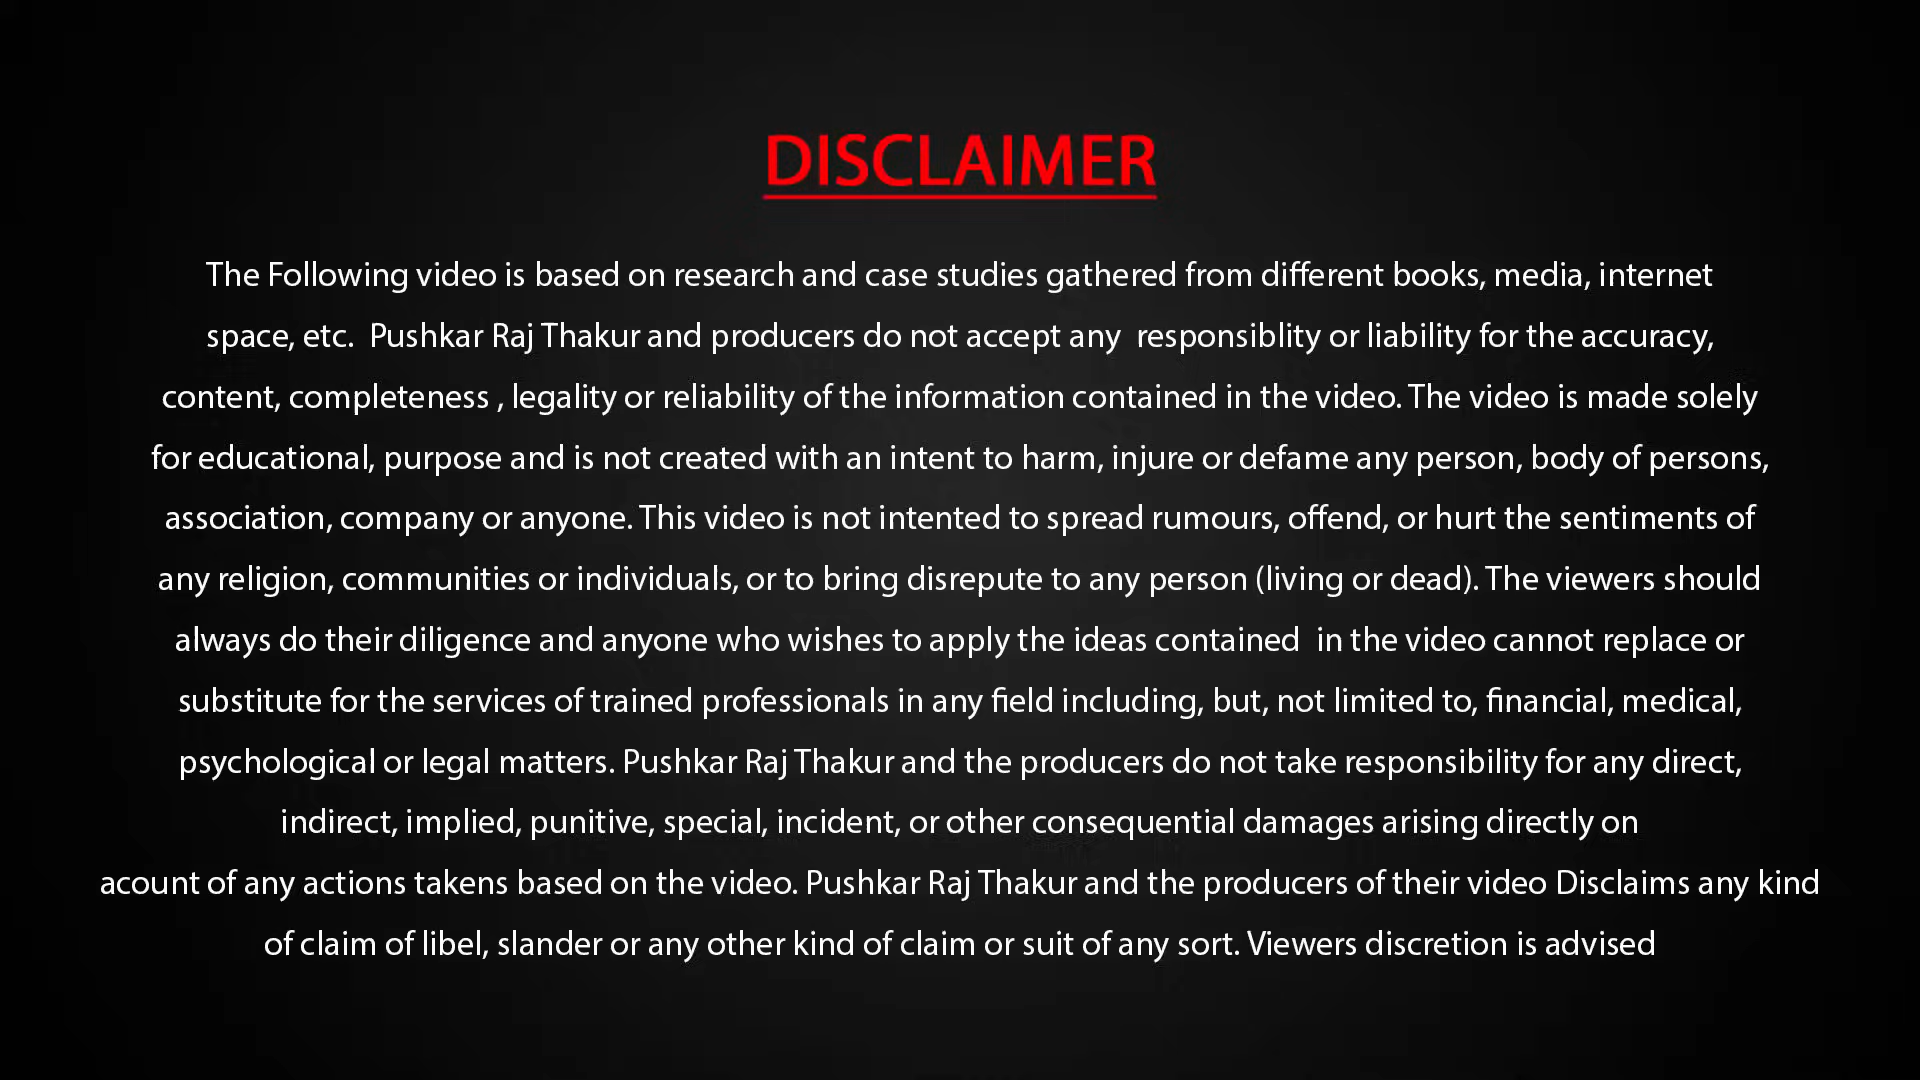 DISCLAIMER
The Following video is based on research and case studies gathered from different books, media, internet
space, etc.  Pushkar Raj Thakur and producers do not accept any  responsiblity or liability for the accuracy,
content, completeness , legality or reliability of the information contained in the video. The video is made solely
for educational, purpose and is not created with an intent to harm, injure or defame any person, body of persons,
association, company or anyone. This video is not intented to spread rumours, offend, or hurt the sentiments of
any religion, communities or individuals, or to bring disrepute to any person (living or dead). The viewers should
always do their diligence and anyone who wishes to apply the ideas contained  in the video cannot replace or
substitute for the services of trained professionals in any field including, but, not limited to, financial, medical,
psychological or legal matters. Pushkar Raj Thakur and the producers do not take responsibility for any direct,
indirect, implied, punitive, special, incident, or other consequential damages arising directly on
acount of any actions takens based on the video. Pushkar Raj Thakur and the producers of their video Disclaims any kind
of claim of libel, slander or any other kind of claim or suit of any sort. Viewers discretion is advised